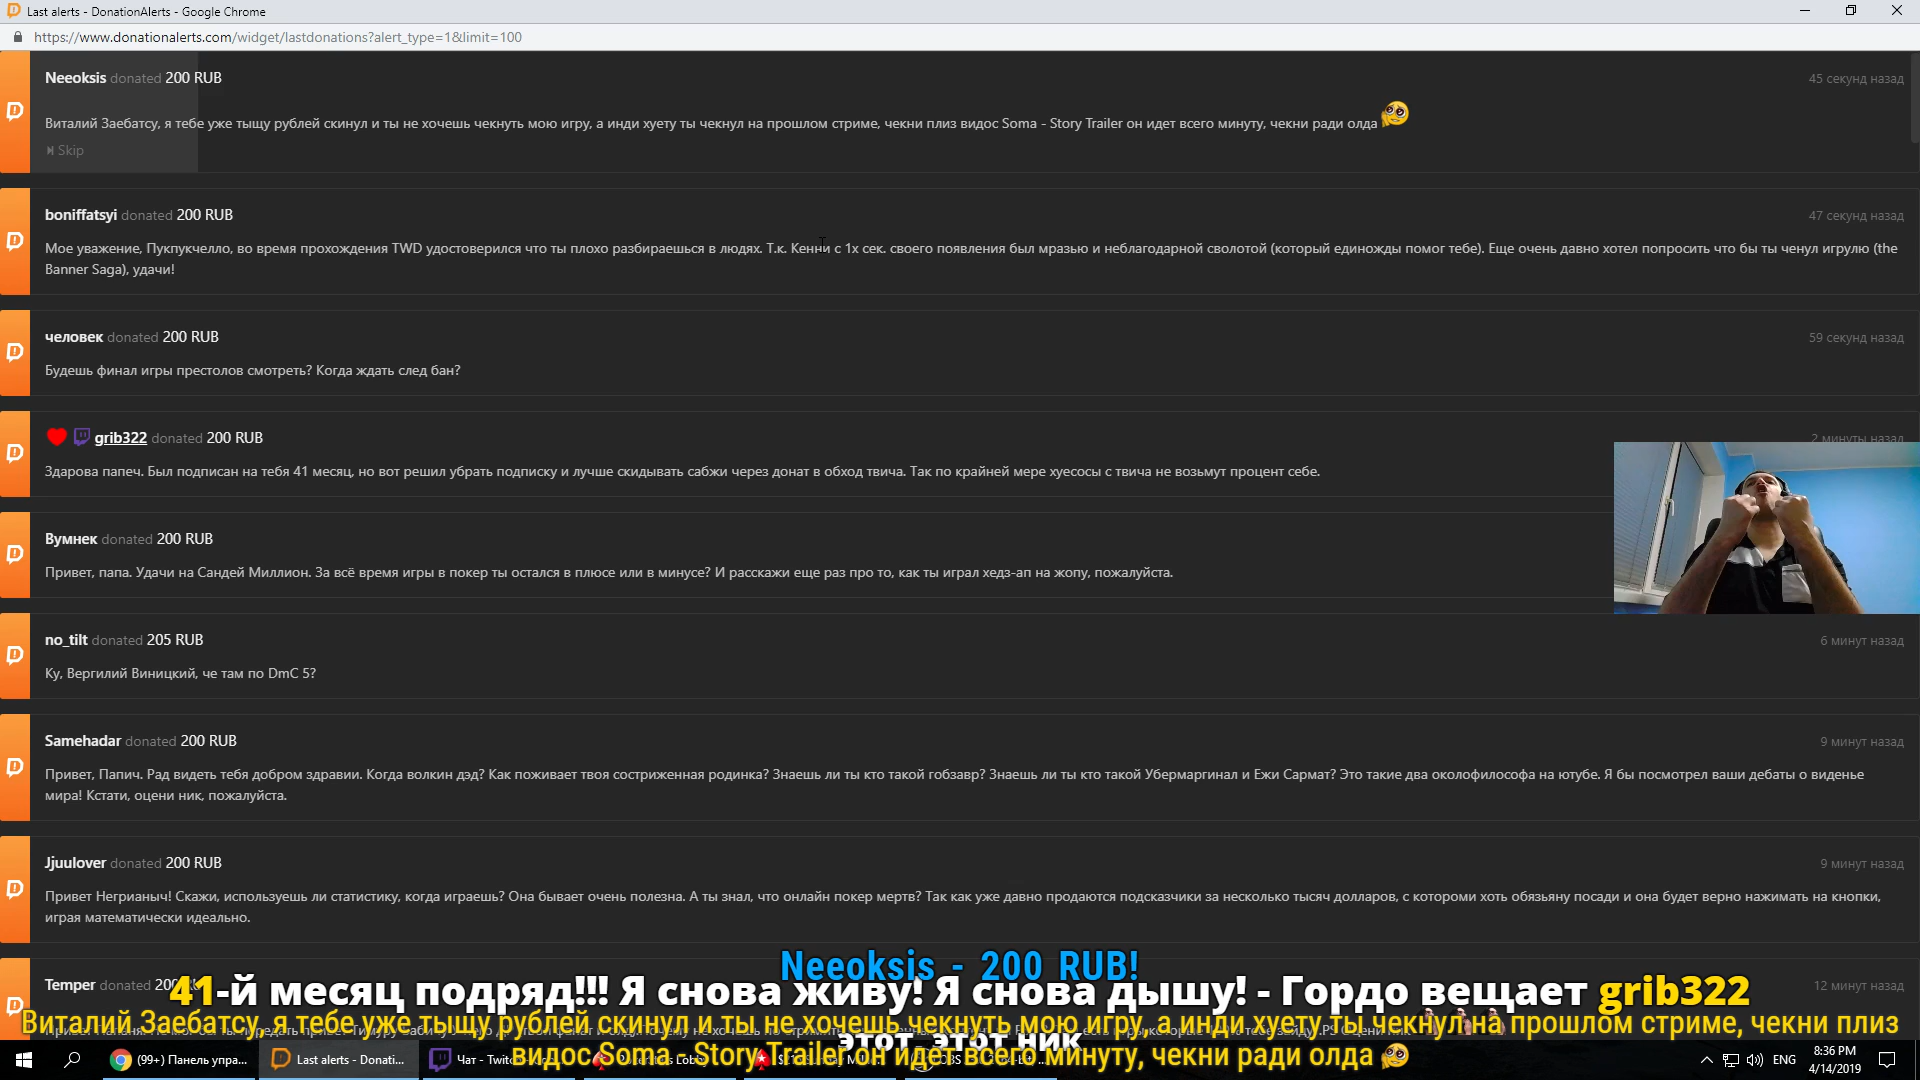 Last alerts - DonationAlerts - Google Chrome
https://www.donationalerts.com/widget/lastdonations?alert_type=1&limit=100
Neeoksis donated 200 RUB
45 секунд назад
Виталий Заебатсу, я тебе уже тыщу рублей скинул и ты не хочешь чекнуть мою игру, а инди хуету ты чекнул на прошлом стриме, чекни плиз видос Soma - Story Trailer он идет всего минуту, чекни ради олда
Skip
boniffatsyi donated 200 RUB
47 секунд назад
Мое уважение, Пукпукчелло, во время прохождения TWD удостоверился что ты плохо разбираешься в людях. Т.к. Кенни с 1х сек. своего появления был мразью и неблагодарной сволотой (который единожды помог тебе). Еще очень давно хотел попросить что бы ты ченул игрулю (the
Banner Saga), удачи!
человек donated 200 RUB
59 секунд назад
Будешь финал игры престолов смотреть? Когда ждать след бан?
grib322 donated 200 RUB
2 минуты назад
Здарова папеч. Был подписан на тебя 41 месяц, но вот решил убрать подписку и лучше скидывать сабжи через донат в обход твича. Так по крайней мере хуесосы с твича не возьмут процент себе.
Вумнек donated 200 RUB
Привет, папа. Удачи на Сандей Миллион. За всё время игры в покер ты остался в плюсе или в минусе? И расскажи еще раз про то, как ты играл хедз-ап на жопу, пожалуйста.
no_tilt donated 205 RUB
6 минут назад
Ку, Вергилий Виницкий, че там по DmC 5?
Samehadar donated 200 RUB
9 минут назад
Привет, Папич. Рад видеть тебя добром здравии. Когда волкин дэд? Как поживает твоя состриженная родинка? Знаешь ли ты кто такой гобзавр? Знаешь ли ты кто такой Убермаргинал и Ежи Сармат? Это такие два околофилософа на ютубе. Я бы посмотрел ваши дебаты о виденье
мира! Кстати, оцени ник, пожалуйста.
Jjuulover donated 200 RUB
9 минут назад
Привет Негрианыч! Скажи, используешь ли статистику, когда играешь? Она бывает очень полезна. А ты знал, что онлайн покер мертв? Так как уже давно продаются подсказчики за несколько тысяч долларов, с котороми хоть обязьяну посади и она будет верно нажимать на кнопки,
играя математически идеально.
Neeoksis - 200 RUB!
Temper donated 200
12 минут назад
41-й месяц подряд!!! Я снова живу! Я снова дышу! - Гордо вещает grib322
Виталий Заебатсу, я тебе уже тыщу рублей скинул и ты не хочешь чекнуть мою игру, а инди хуету ты чекнул на прошлом стриме, чекни плиз
этот, этот ник
видос Soma - Story Trailer он идет всего минуту, чекни ради олда
(99+) Панель упра...
Last alerts - Donati...
Чат - Twitc
ENG
8:36 PM
4/14/2019